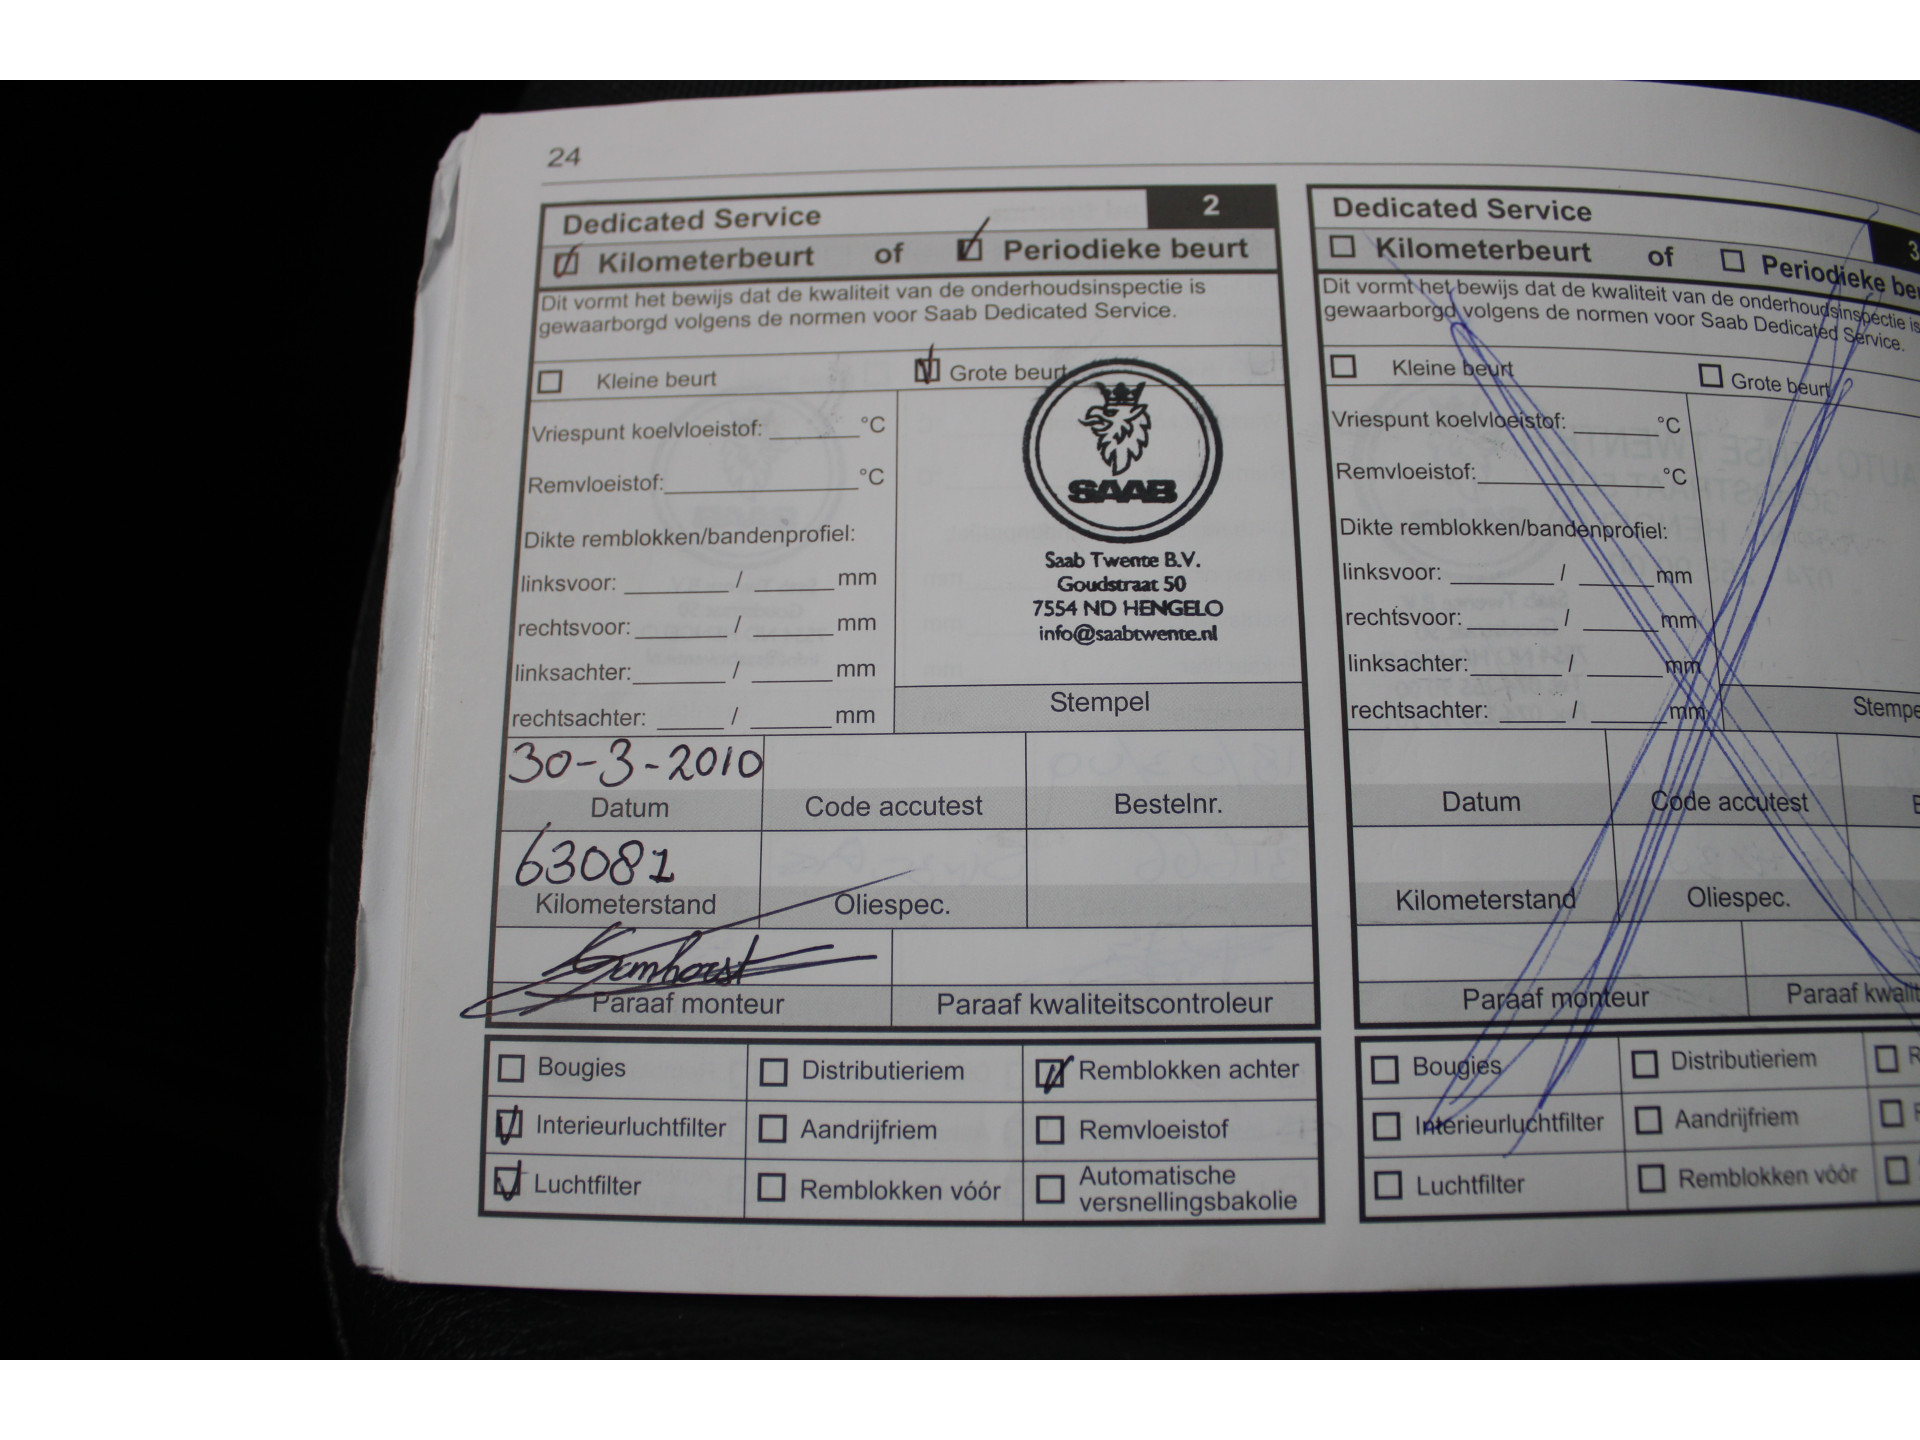 24
Dedicated Service 2
Kilometerbeurt of Periodieke beurt
Dit vormt het bewijs dat de kwaliteit van de onderhoudsinspectie is
gewaarborgd volgens de normen voor Saab Dedicated Service.
Kleine beurt Grote beurt
Vriespunt koelvloeistof: °C
Remvloeistof: °C
Dikte remblokken/bandenprofiel:
linksvoor: / mm
rechtsvoor: / mm
linksachter: / mm
rechtsachter: / mm
SAAB
Saab Twente B.V.
Goudstraat 50
7554 ND HENGELO
info@saabtwente.nl
Stempel
30-3-2010
Datum Code accutest Bestelnr.
63081
Kilometerstand Oliespec.
Paraaf monteur Paraaf kwaliteitscontroleur
Bougies Distributieriem Remblokken achter
Interieurluchtfilter Aandrijfriem Remvloeistof
Luchtfilter Remblokken vóór Automatische
versnellingsbakolie
Dedicated Service 3
Kilometerbeurt of Periodieke
Dit vormt het bewijs dat de kwaliteit van de onderhoudsinspectie is
gewaarborgd volgens de normen voor Saab Dedicated Service.
Kleine beurt Grote beurt
Vriespunt koelvloeistof: °C
Remvloeistof: °C
Dikte remblokken/bandenprofiel:
linksvoor: / mm
rechtsvoor: / mm
linksachter: / mm
rechtsachter: / mm
Datum Code accutest
Kilometerstand Oliespec.
Paraaf monteur Paraaf
Bougies Distributieriem
Interieurluchtfilter Aandrijfriem
Luchtfilter Remblokken vóór